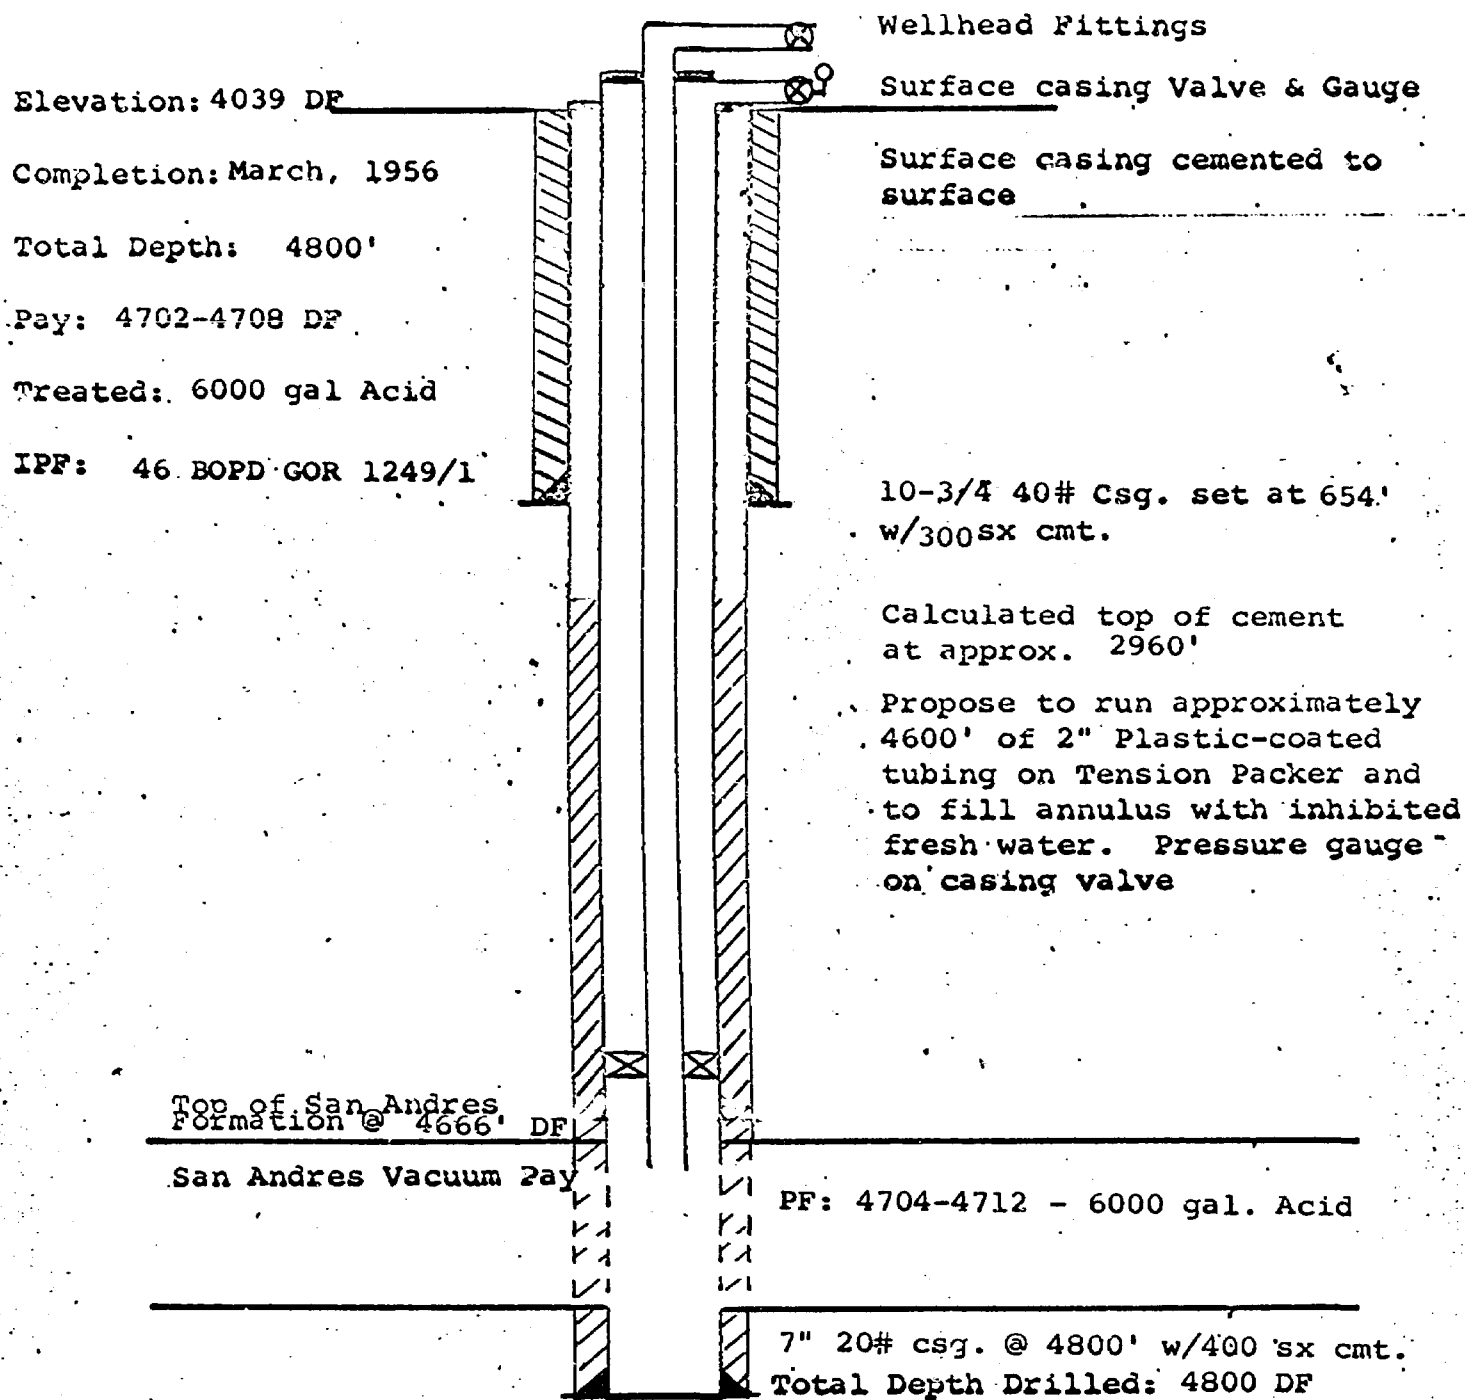 Wellhead Fittings
Elevation: 4039 DF
Surface casing Valve & Gauge
Completion: March, 1956
Surface casing cemented to
surface
Total Depth: 4800'
Pay: 4702-4708 DF
Treated: 6000 gal Acid
IPF: 46 BOPD GOR 1249/1
10-3/4 40# Csg. set at 654'
w/300 sx cmt.
Calculated top of cement
at approx. 2960'
Propose to run approximately
4600' of 2" Plastic-coated
tubing on Tension Packer and
to fill annulus with inhibited
fresh water. Pressure gauge
on casing valve
Top of San Andres
Formation @ 4666' DF
San Andres Vacuum Pay
PF: 4704-4712 - 6000 gal. Acid
7" 20# csg. @ 4800' w/400 sx cmt.
Total Depth Drilled: 4800 DF